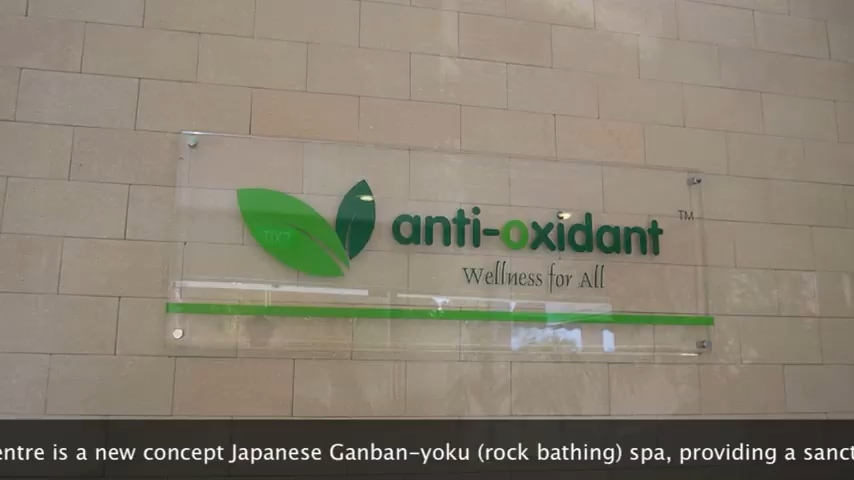 anti-oxidant TM
Wellness for All
entre is a new concept Japanese Ganban-yoku (rock bathing) spa, providing a sanct